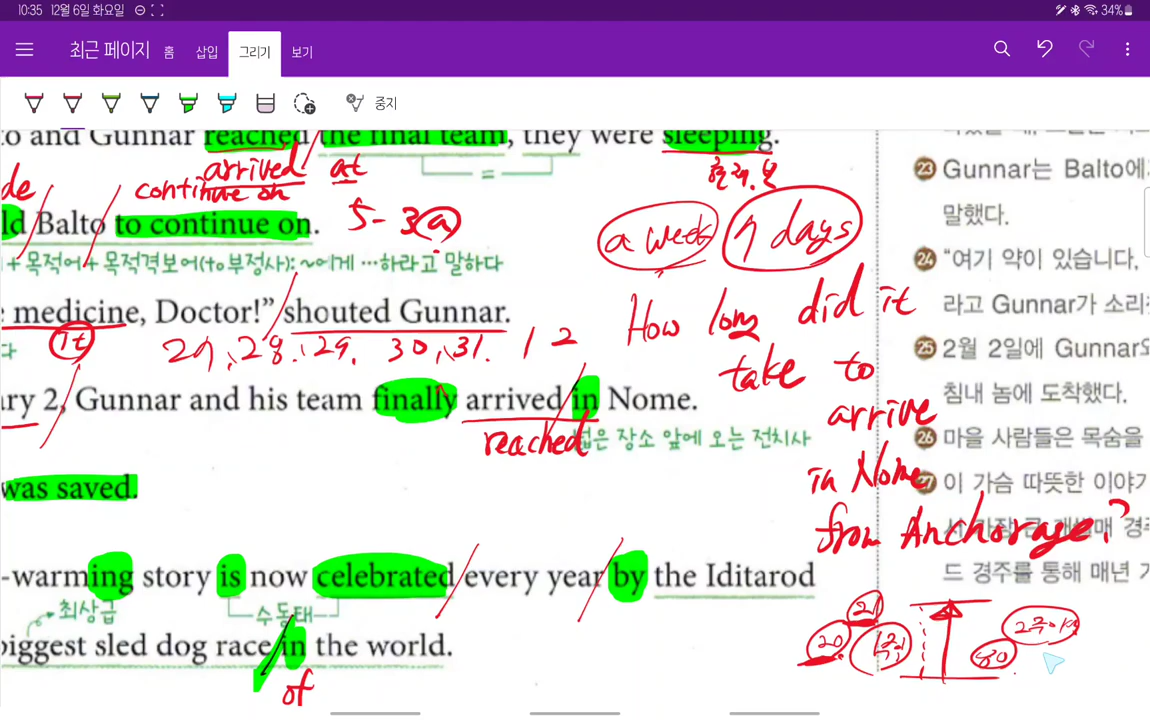 10:35 12월 6일 화요일
34%
최근 페이지 홈 삽입 그리기 보기
중지
to and Gunnar reached the final team, they were sleeping.
arrived at
=
continue on
ld Balto to continue on.
5-3(a)
a week 7 days
+ 목적어 + 목적격보어(to부정사): ~에게 …하라고 말하다
medicine, Doctor!” shouted Gunnar.
it
29, 28, 29, 30, 31. 1 2
How long did it
take to
arrive
in Nome
from Anchorage?
ry 2, Gunnar and his team finally arrived in Nome.
reached
은 장소 앞에 오는 전치사
was saved.
-warming story is now celebrated every year by the Iditarod
최상급
수동태
biggest sled dog race in the world.
of
20
21
80
23 Gunnar는 Balto에
말했다.
24 “여기 약이 있습니다,
라고 Gunnar가 소리
25 2월 2일에 Gunnar와
침내 놈에 도착했다.
26 마을 사람들은 목숨을
27 이 가슴 따뜻한 이야기
드 경주를 통해 매년